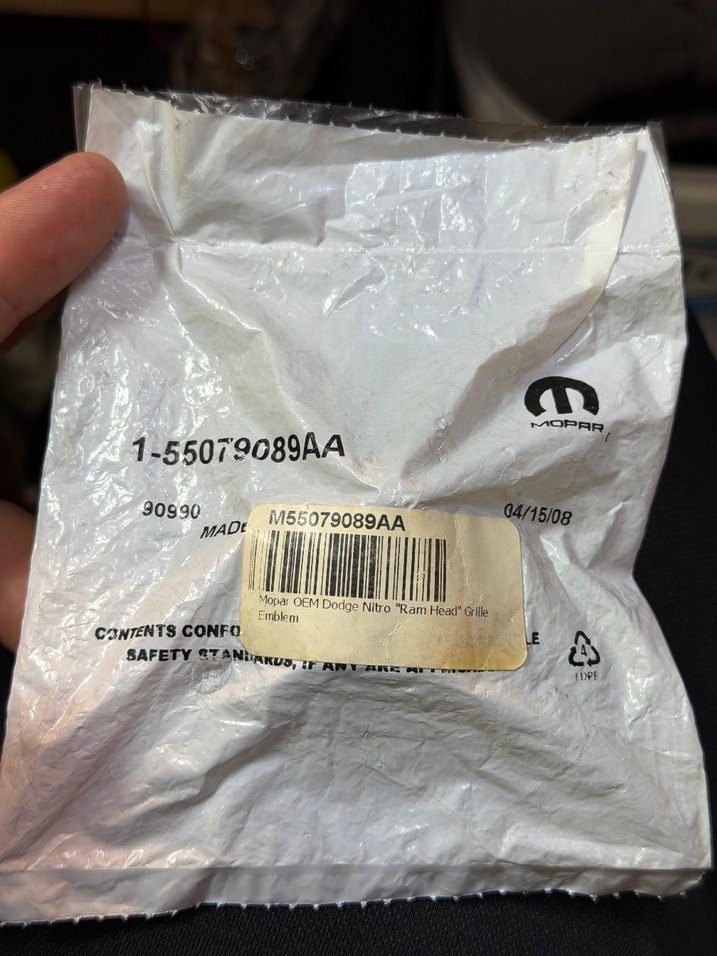 MOPAR
1-55079089AA
90990
04/15/08
MADE
M55079089AA
Mopar OEM Dodge Nitro "Ram Head" Grille
Emblem
CONTENTS CONFO
SAFETY STANDARDS, IF ANY ARE
4
LDPE